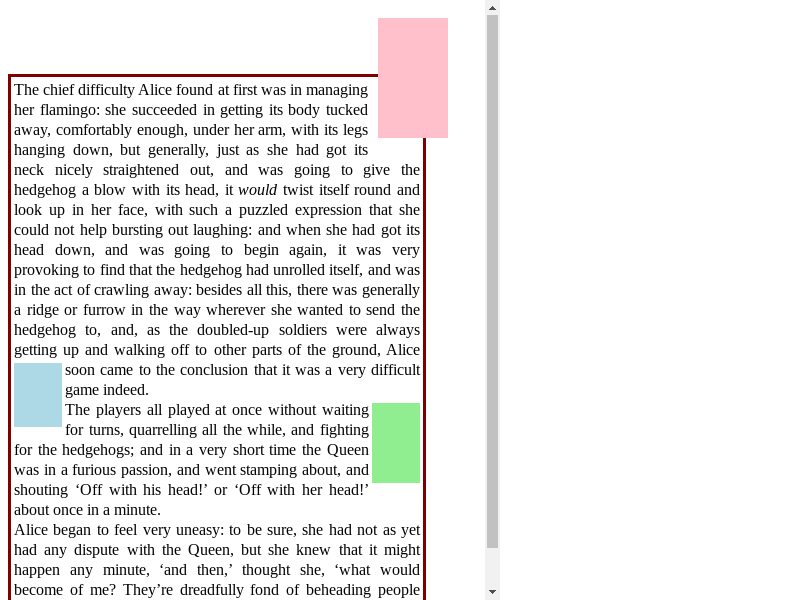 The chief difficulty Alice found at first was in managing
her flamingo: she succeeded in getting its body tucked
away, comfortably enough, under her arm, with its legs
hanging down, but generally, just as she had got its
neck nicely straightened out, and was going to give the
hedgehog a blow with its head, it would twist itself round and
look up in her face, with such a puzzled expression that she
could not help bursting out laughing: and when she had got its
head down, and was going to begin again, it was very
provoking to find that the hedgehog had unrolled itself, and was
in the act of crawling away: besides all this, there was generally
a ridge or furrow in the way wherever she wanted to send the
hedgehog to, and, as the doubled-up soldiers were always
getting up and walking off to other parts of the ground, Alice
soon came to the conclusion that it was a very difficult
game indeed.
The players all played at once without waiting
for turns, quarrelling all the while, and fighting
for the hedgehogs; and in a very short time the Queen
was in a furious passion, and went stamping about, and
shouting ‘Off with his head!’ or ‘Off with her head!’
about once in a minute.
Alice began to feel very uneasy: to be sure, she had not as yet
had any dispute with the Queen, but she knew that it might
happen any minute, ‘and then,’ thought she, ‘what would
become of me? They’re dreadfully fond of beheading people